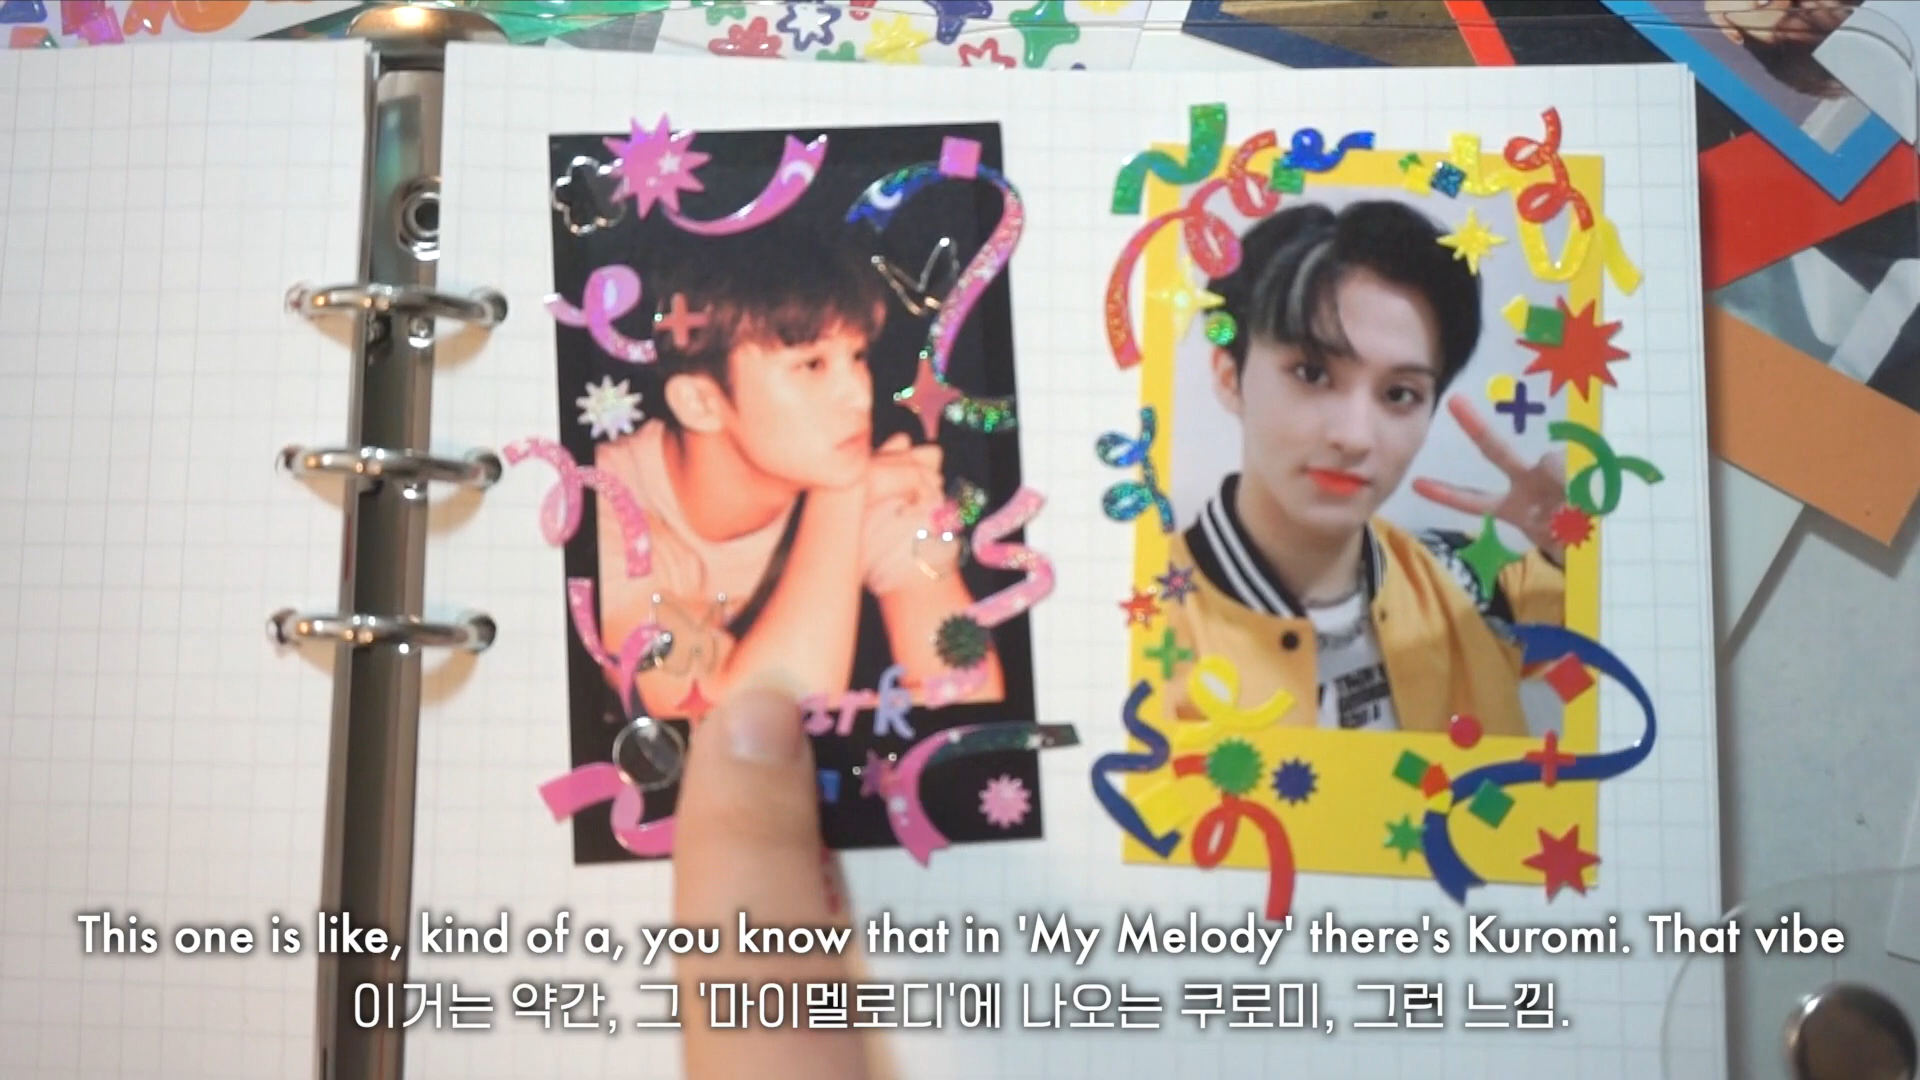 ark
This one is like, kind of a, you know that in 'My Melody' there's Kuromi. That vibe
이거는 약간, 그 '마이멜로디'에 나오는 쿠로미, 그런 느낌.